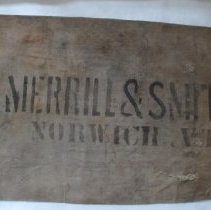 MERRILL & SMIT
NORWICH. N